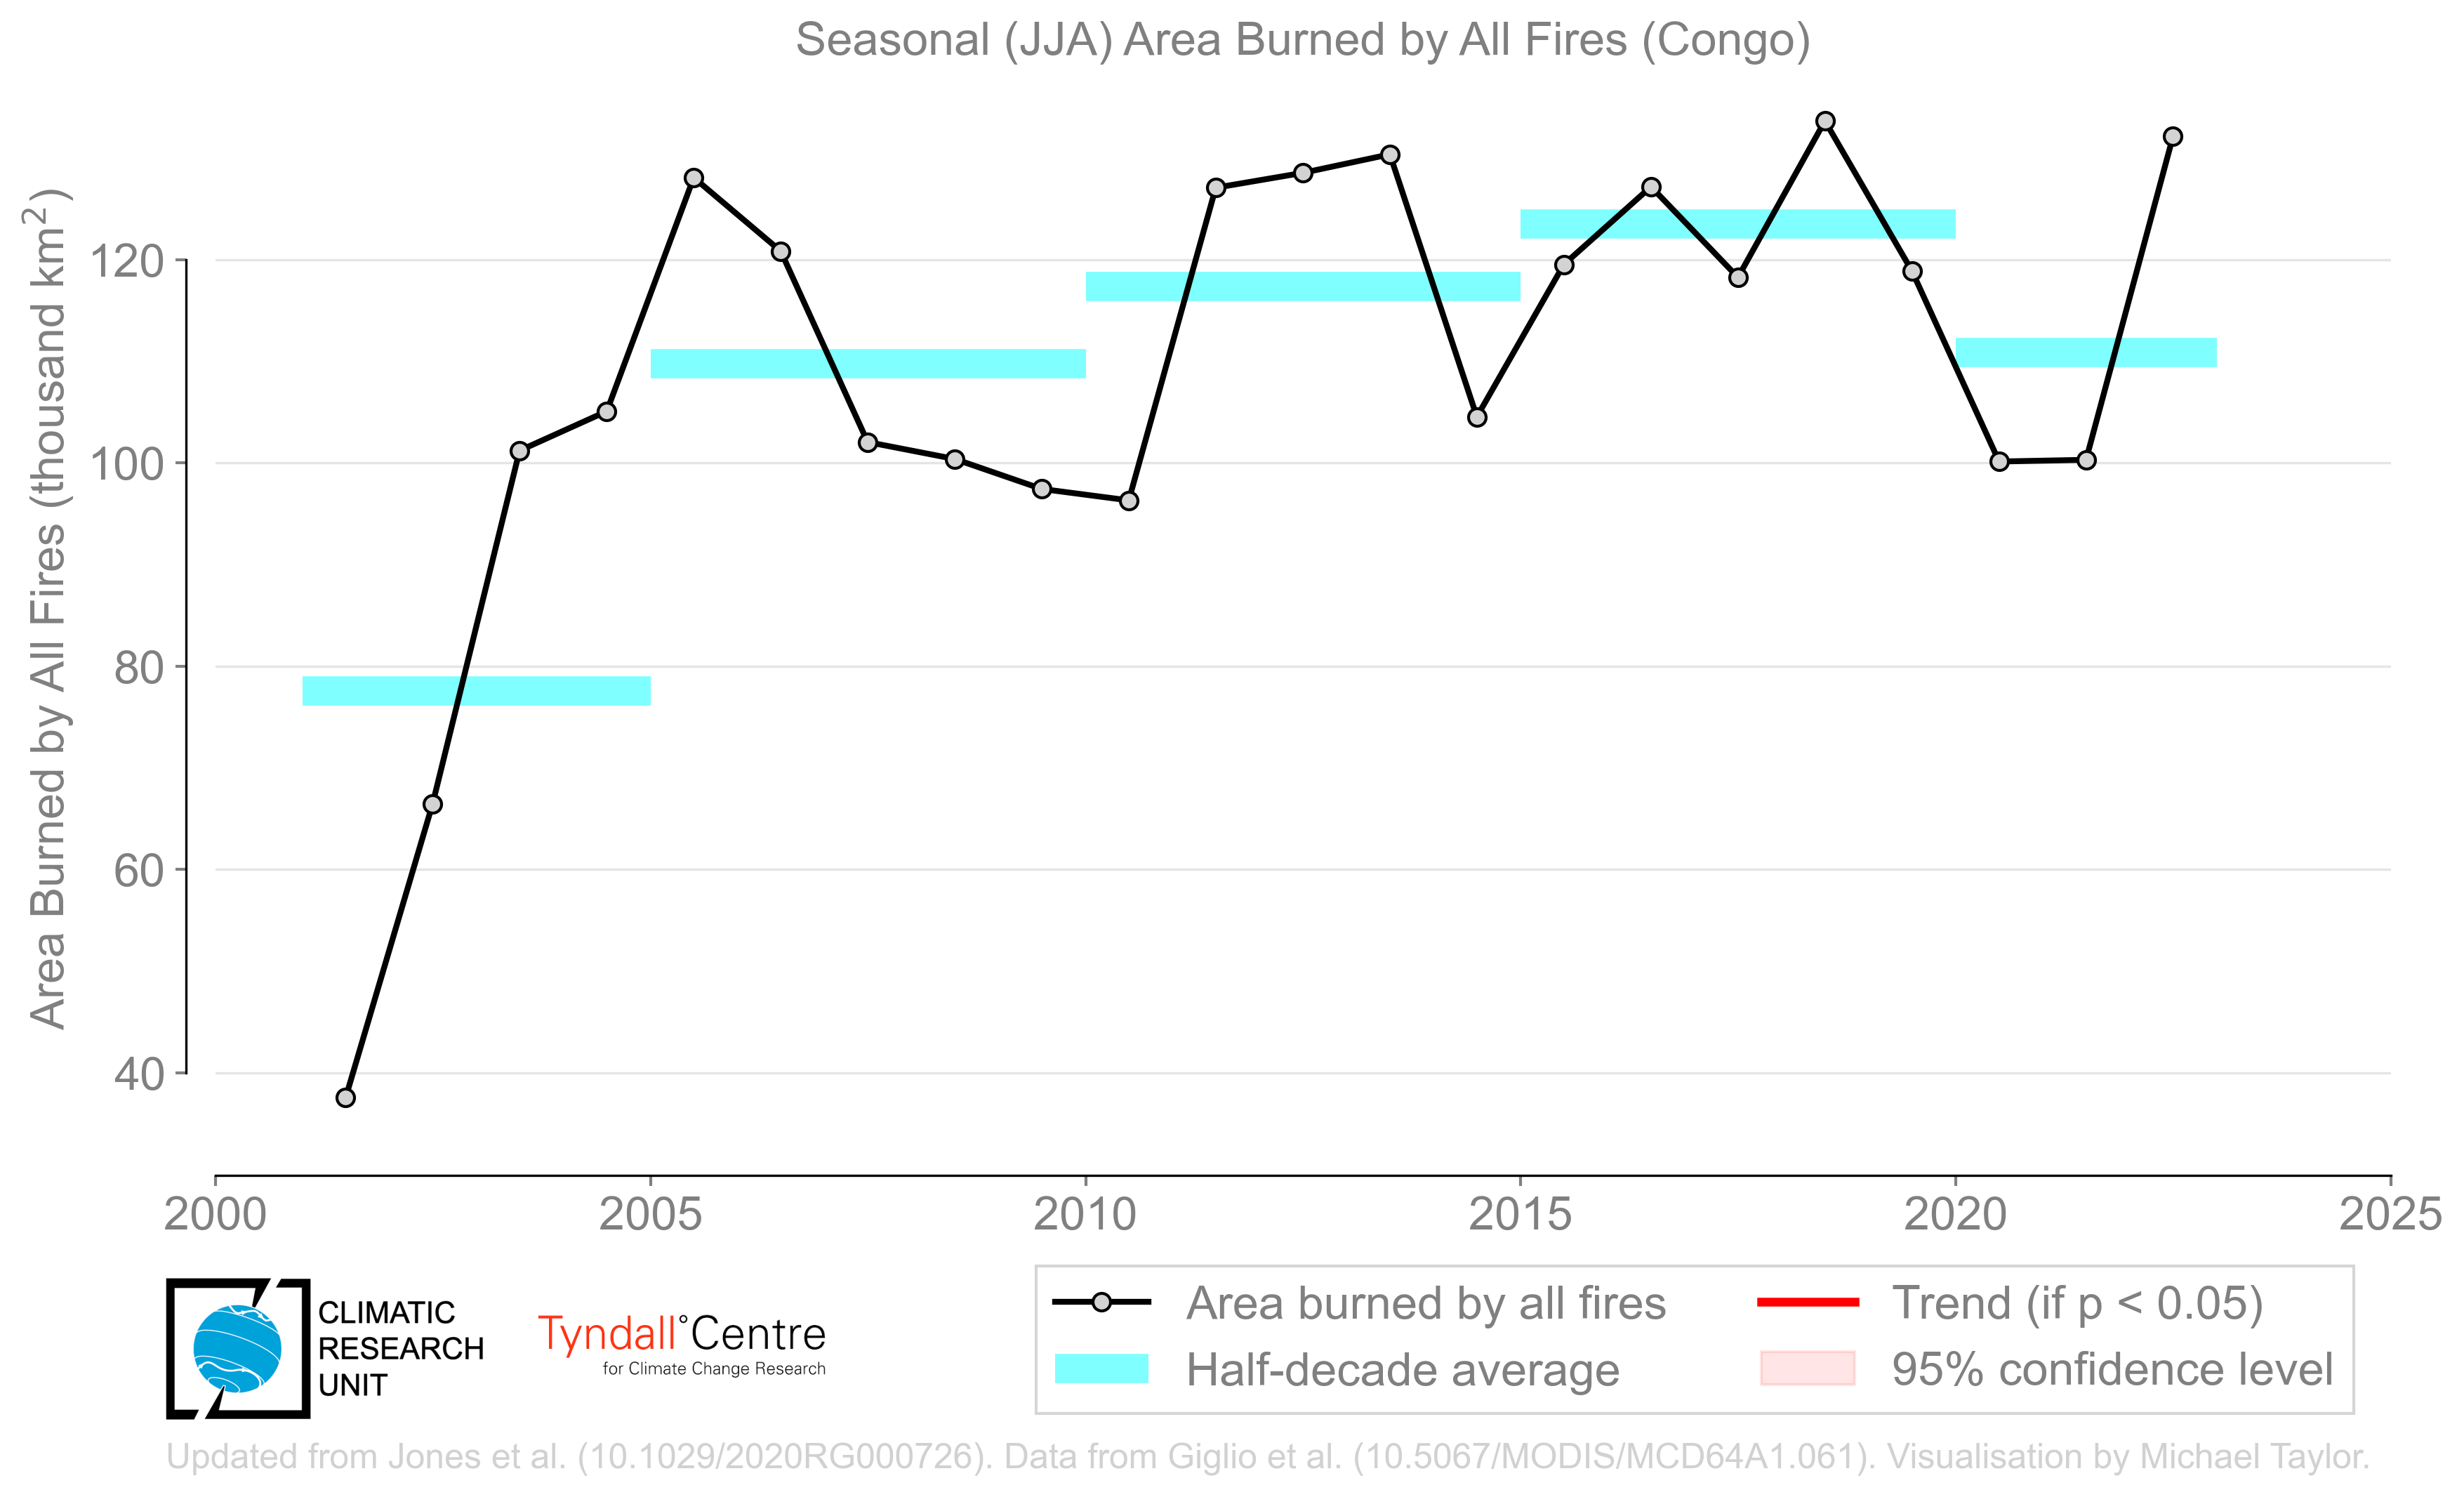 Seasonal (JJA) Area Burned by All Fires (Congo)
Area Burned by All Fires (thousand km²)
120
100
80
60
40
2000
2005
2010
2015
2020
2025
Area burned by all fires
Half-decade average
Trend (if p < 0.05)
95% confidence level
CLIMATIC
RESEARCH
UNIT
Tyndall°Centre
for Climate Change Research
Updated from Jones et al. (10.1029/2020RG000726). Data from Giglio et al. (10.5067/MODIS/MCD64A1.061). Visualisation by Michael Taylor.